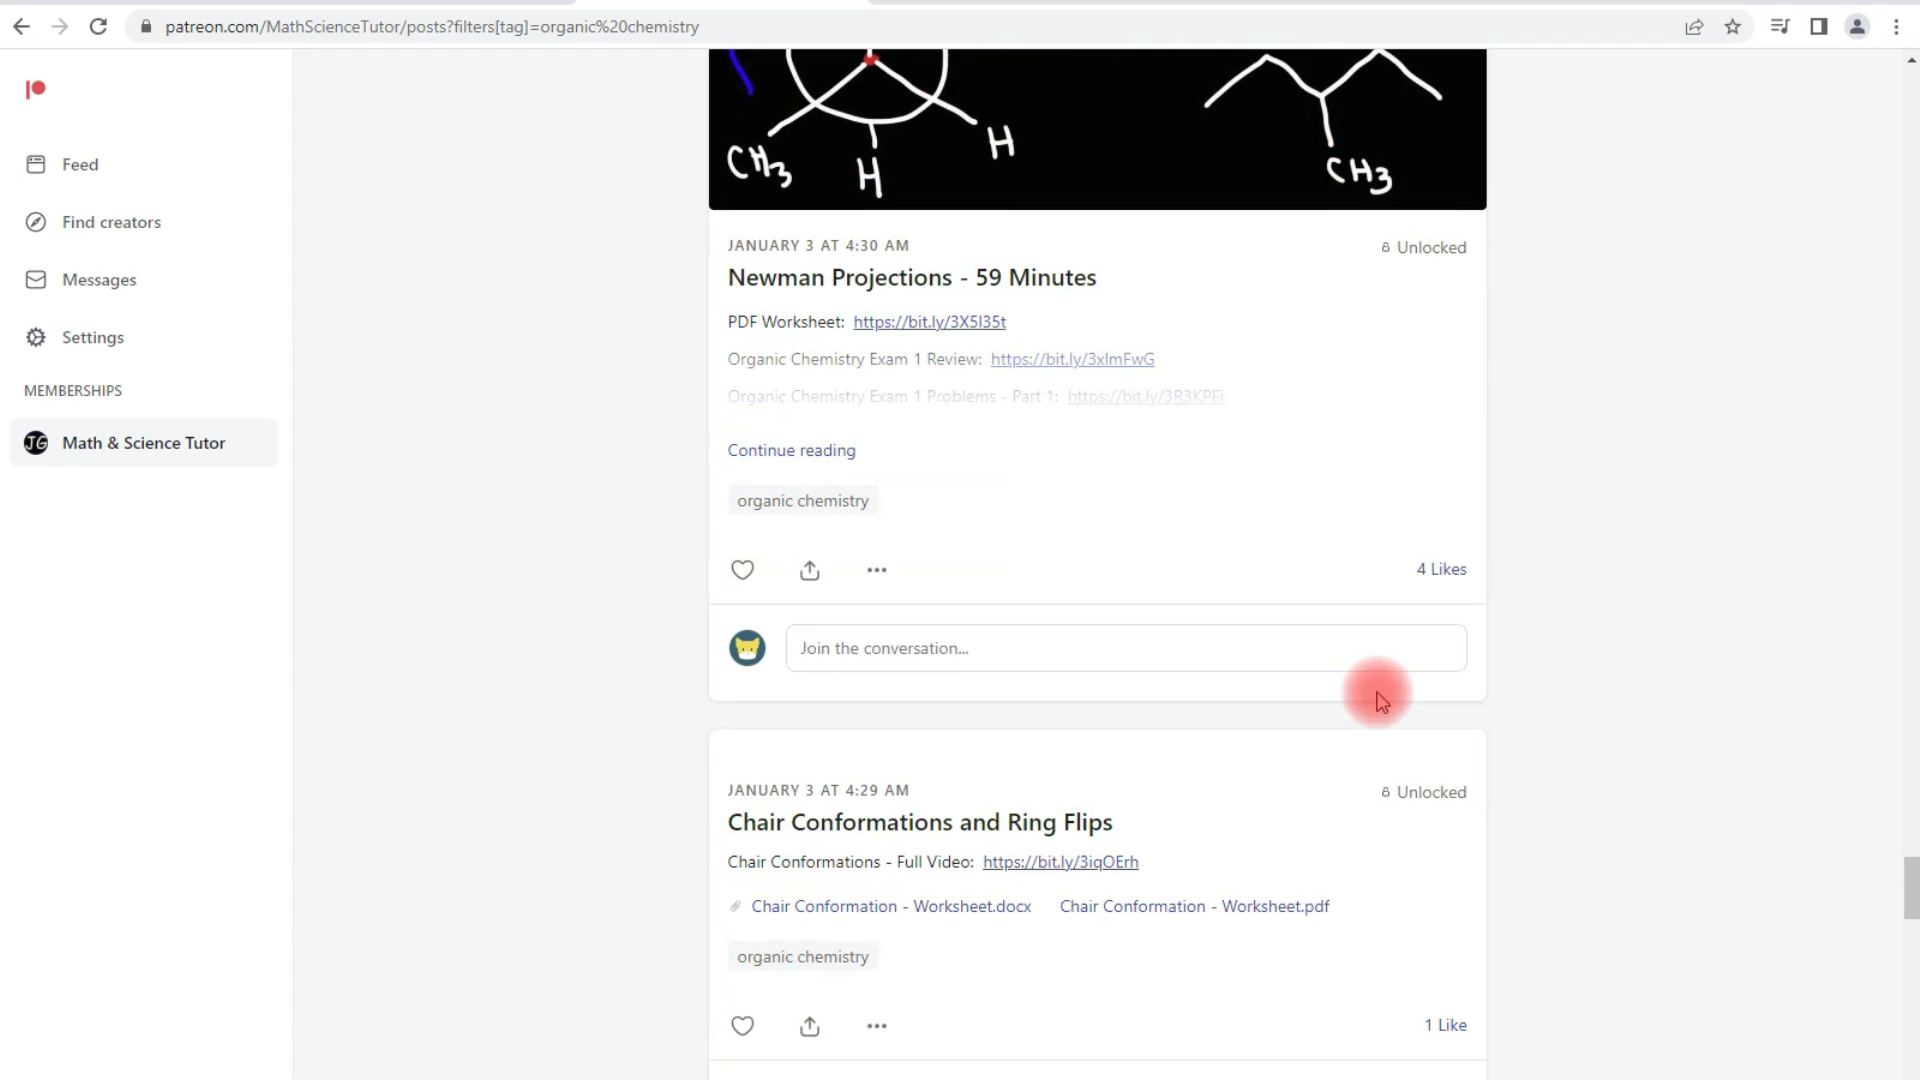 patreon.com/MathScienceTutor/posts?filters[tag]=organic%20chemistry
Feed
Find creators
Messages
Settings
MEMBERSHIPS
JG Math & Science Tutor
CH3
H
H
CH3
JANUARY 3 AT 4:30 AM
Unlocked
Newman Projections - 59 Minutes
PDF Worksheet: https://bit.ly/3X5I35t
Organic Chemistry Exam 1 Review: https://bit.ly/3xlmFwG
Organic Chemistry Exam 1 Problems - Part 1: https://bit.ly/3R3KPFi
Continue reading
organic chemistry
4 Likes
Join the conversation...
JANUARY 3 AT 4:29 AM
Unlocked
Chair Conformations and Ring Flips
Chair Conformations - Full Video: https://bit.ly/3iqOErh
Chair Conformation - Worksheet.docx Chair Conformation - Worksheet.pdf
organic chemistry
1 Like